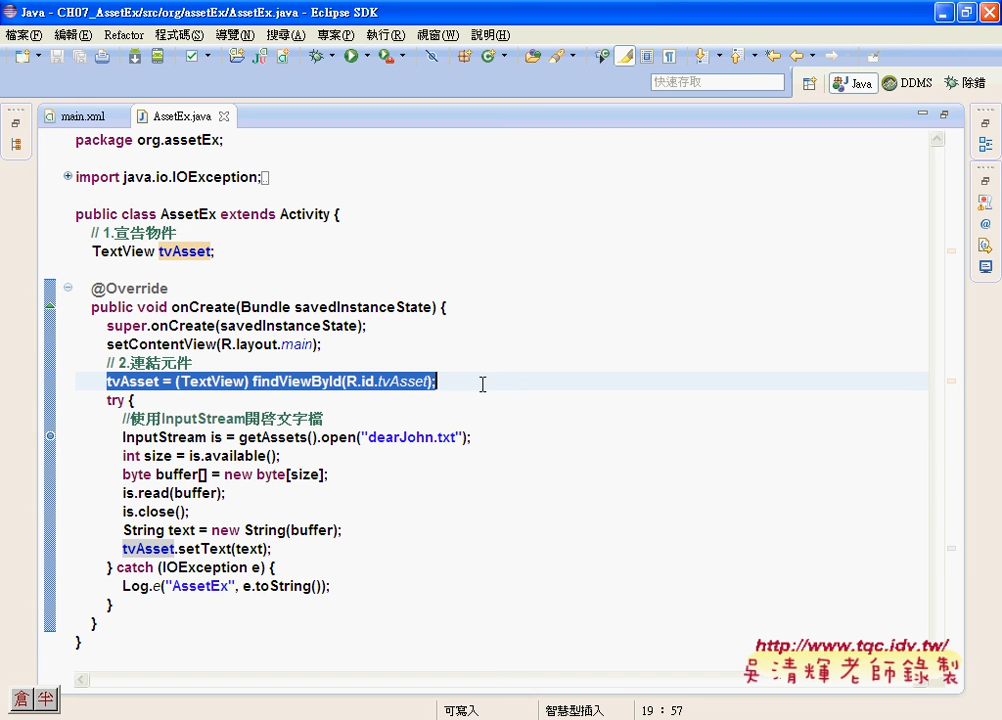 Java - CH07_AssetEx/src/org/assetEx/AssetEx.java - Eclipse SDK
檔案(F) 編輯(E) Refactor 程式碼(S) 導覽(N) 搜尋(A) 專案(P) 執行(R) 視窗(W) 說明(H)
快速存取
Java
DDMS
除錯
main.xml
AssetEx.java
package org.assetEx;
import java.io.IOException;
public class AssetEx extends Activity {
// 1.宣告物件
TextView tvAsset;
@Override
public void onCreate(Bundle savedInstanceState) {
super.onCreate(savedInstanceState);
setContentView(R.layout.main);
// 2.連結元件
tvAsset = (TextView) findViewById(R.id.tvAsset);
try {
//使用InputStream開啟文字檔
InputStream is = getAssets().open("dearJohn.txt");
int size = is.available();
byte buffer[] = new byte[size];
is.read(buffer);
is.close();
String text = new String(buffer);
tvAsset.setText(text);
} catch (IOException e) {
Log.e("AssetEx", e.toString());
}
}
}
http://www.tqc.idv.tw/
吳清輝老師錄製
倉 半
可寫入
智慧型插入
19 : 57